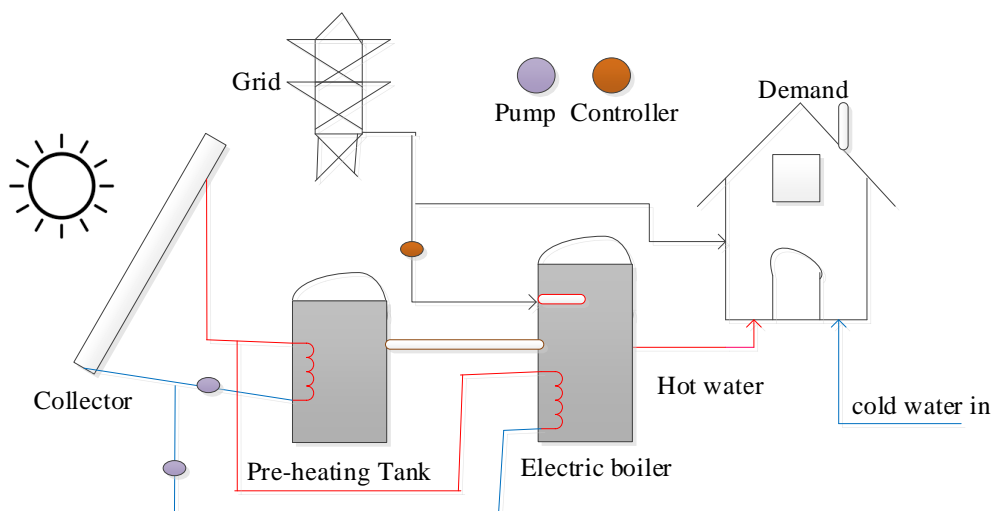 Grid
Pump Controller
Demand
Collector
Pre-heating Tank
Electric boiler
Hot water
cold water in